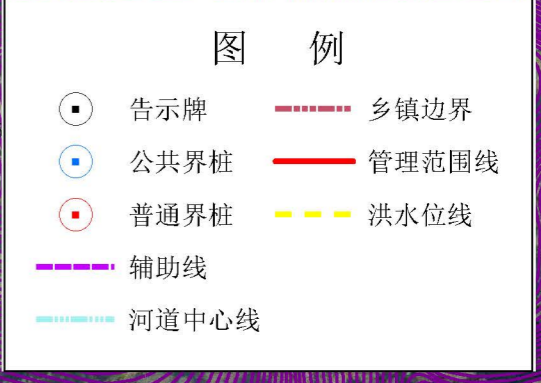 图 例
告示牌 乡镇边界
公共界桩 管理范围线
普通界桩 洪水位线
辅助线
河道中心线